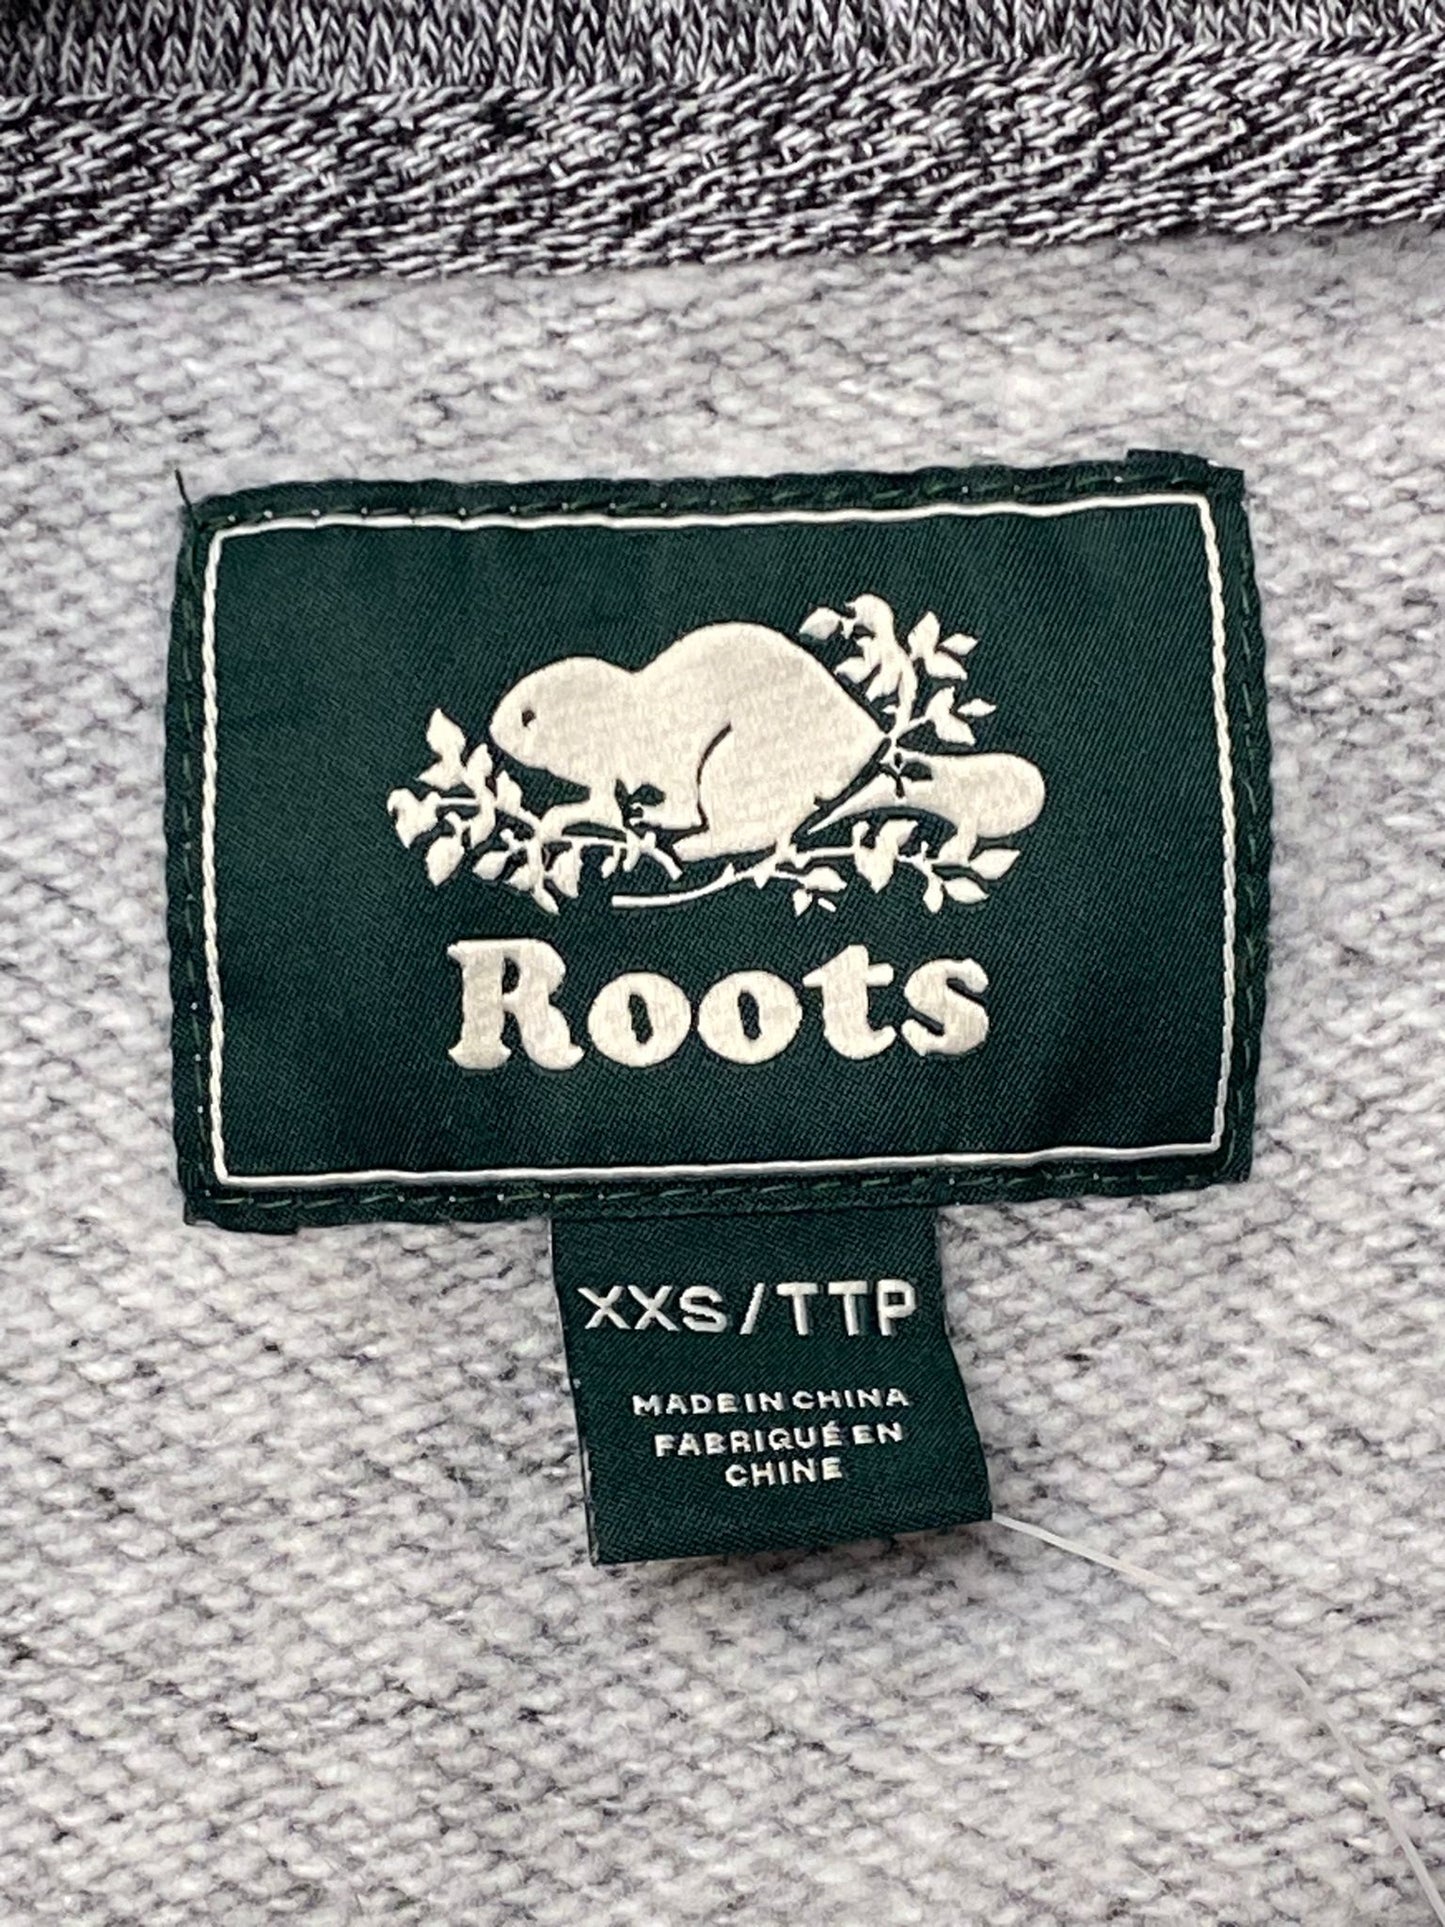 Roots
XXS/TTP
MADE IN CHINA
FABRIQUÉ EN
CHINE